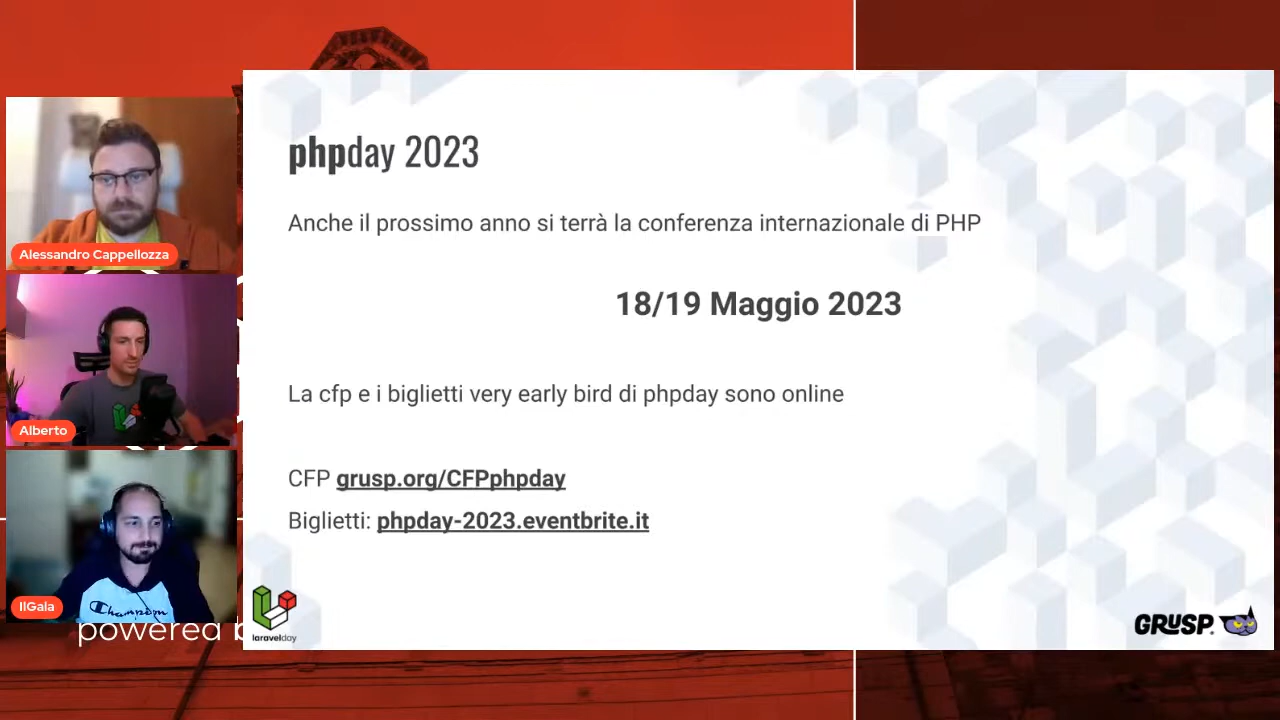 phpday 2023
Anche il prossimo anno si terrà la conferenza internazionale di PHP
18/19 Maggio 2023
La cfp e i biglietti very early bird di phpday sono online
CFP grusp.org/CFPphpday
Biglietti: phpday-2023.eventbrite.it
laravelday
GRUSP.
Alessandro Cappellozza
Alberto
IlGala
Champion
powered b